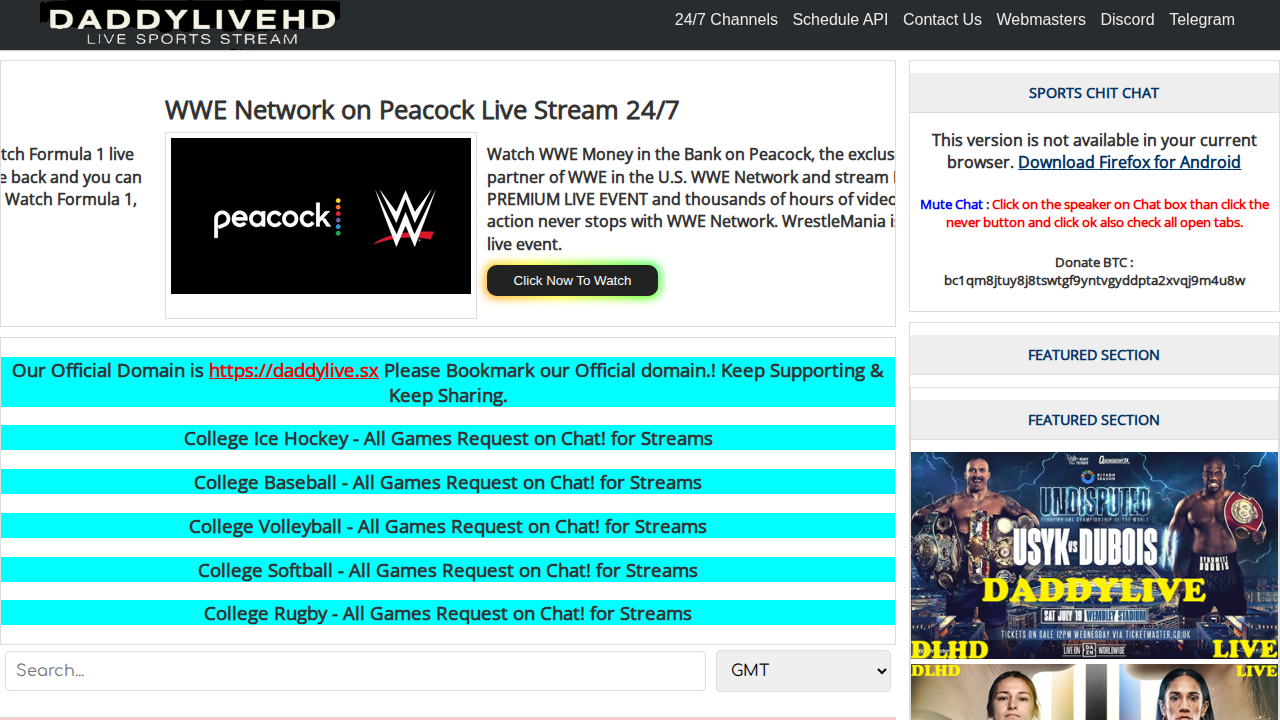 DADDYLIVEHD
LIVE SPORTS STREAM
24/7 Channels Schedule API Contact Us Webmasters Discord Telegram
WWE Network on Peacock Live Stream 24/7
tch Formula 1 live
e back and you can
Watch Formula 1,
peacock
W
Watch WWE Money in the Bank on Peacock, the exclus
partner of WWE in the U.S. WWE Network and stream
PREMIUM LIVE EVENT and thousands of hours of video
action never stops with WWE Network. WrestleMania is
live event.
Click Now To Watch
Our Official Domain is https://daddylive.sx Please Bookmark our Official domain.! Keep Supporting &
Keep Sharing.
College Ice Hockey - All Games Request on Chat! for Streams
College Baseball - All Games Request on Chat! for Streams
College Volleyball - All Games Request on Chat! for Streams
College Softball - All Games Request on Chat! for Streams
College Rugby - All Games Request on Chat! for Streams
Search...
GMT
SPORTS CHIT CHAT
This version is not available in your current
browser. Download Firefox for Android
Mute Chat : Click on the speaker on Chat box than click the
never button and click ok also check all open tabs.
Donate BTC :
bc1qm8jtuy8j8tswtgf9yntvgyddpta2xvqj9m4u8w
FEATURED SECTION
FEATURED SECTION
RIYADH
SEASON
UNDISPUTED
USYK VS DUBOIS
DADDYLIVE
SAT JULY 19 WEMBLEY STADIUM
TICKETS ON SALE 12PM WEDNESDAY VIA TICKETMASTER.CO.UK
LIVE ON DAZN WORLDWIDE
DLHD LIVE
DLHD LIVE